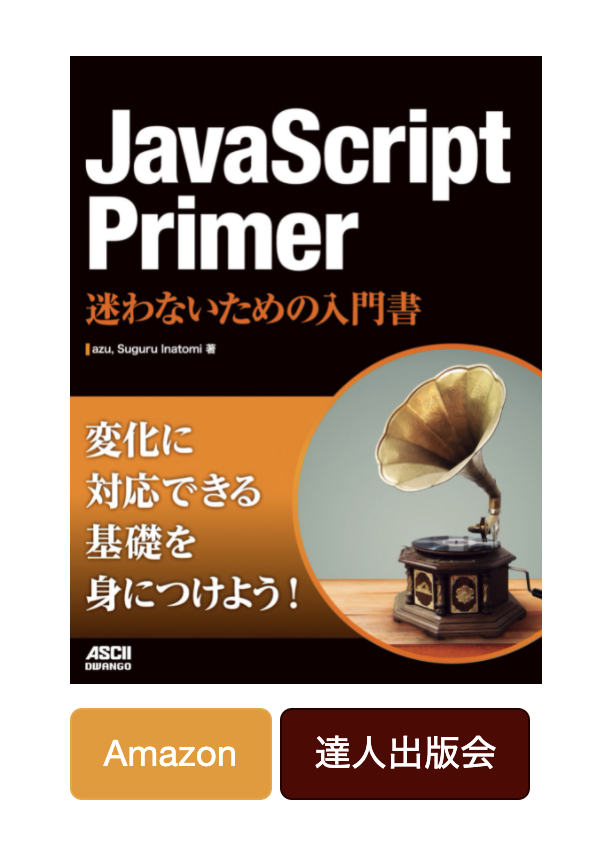 JavaScript
Primer
迷わないための入門書
azu, Suguru Inatomi 著
変化に
対応できる
基礎を
身につけよう!
ASCII
DWANGO
Amazon
達人出版会